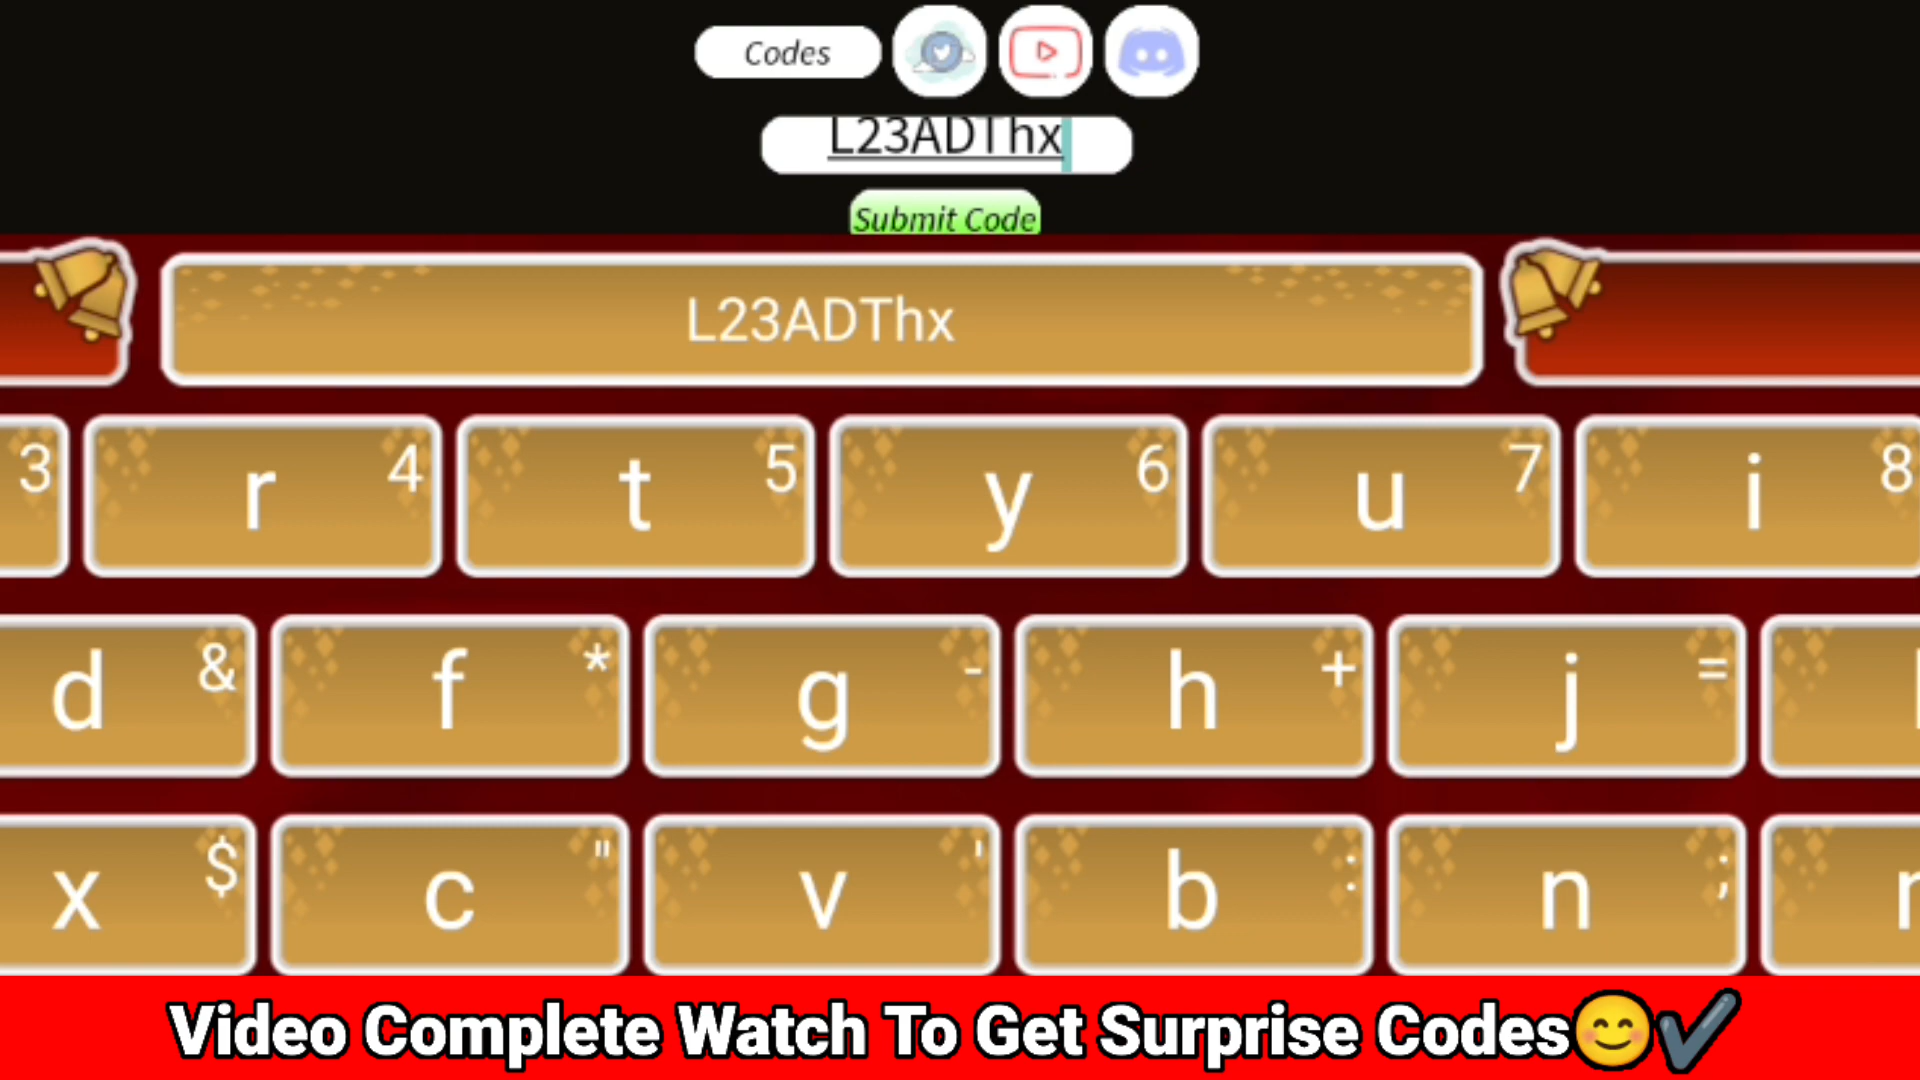 Codes
L23ADThx
Submit Code
L23ADThx
3 r 4 t 5 y 6 u 7 i 8
d & f * g - h + j =
x $ c " v ' b : n ;
Video Complete Watch To Get Surprise Codes😊✔